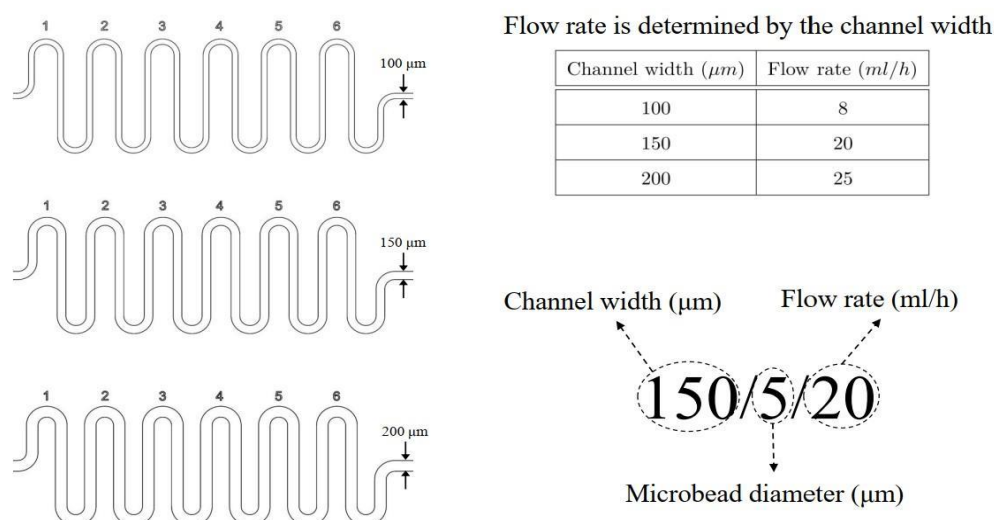 1 2 3 4 5 6
100 μm
1 2 3 4 5 6
150 μm
1 2 3 4 5 6
200 μm
Flow rate is determined by the channel width
Channel width (μm) Flow rate (ml/h)
100 8
150 20
200 25
Channel width (μm)
Flow rate (ml/h)
150/5/20
Microbead diameter (μm)